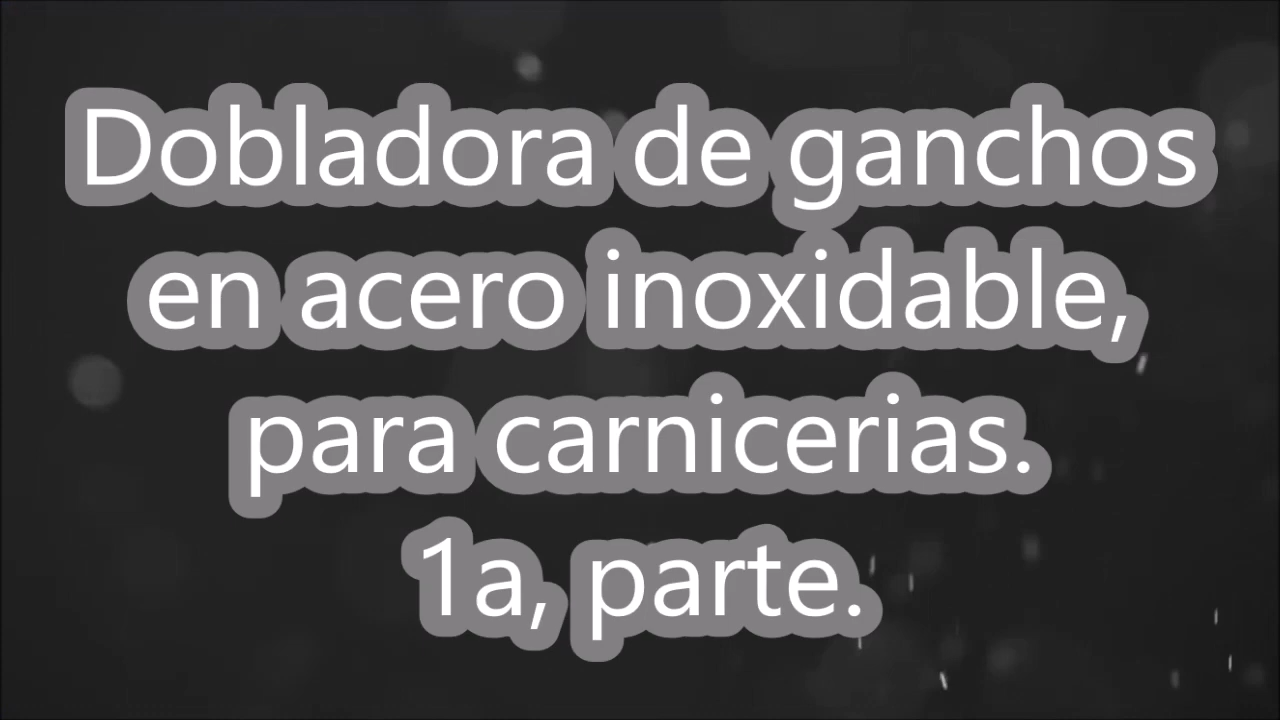 Dobladora de ganchos
en acero inoxidable,
para carnicerias.
1a, parte.